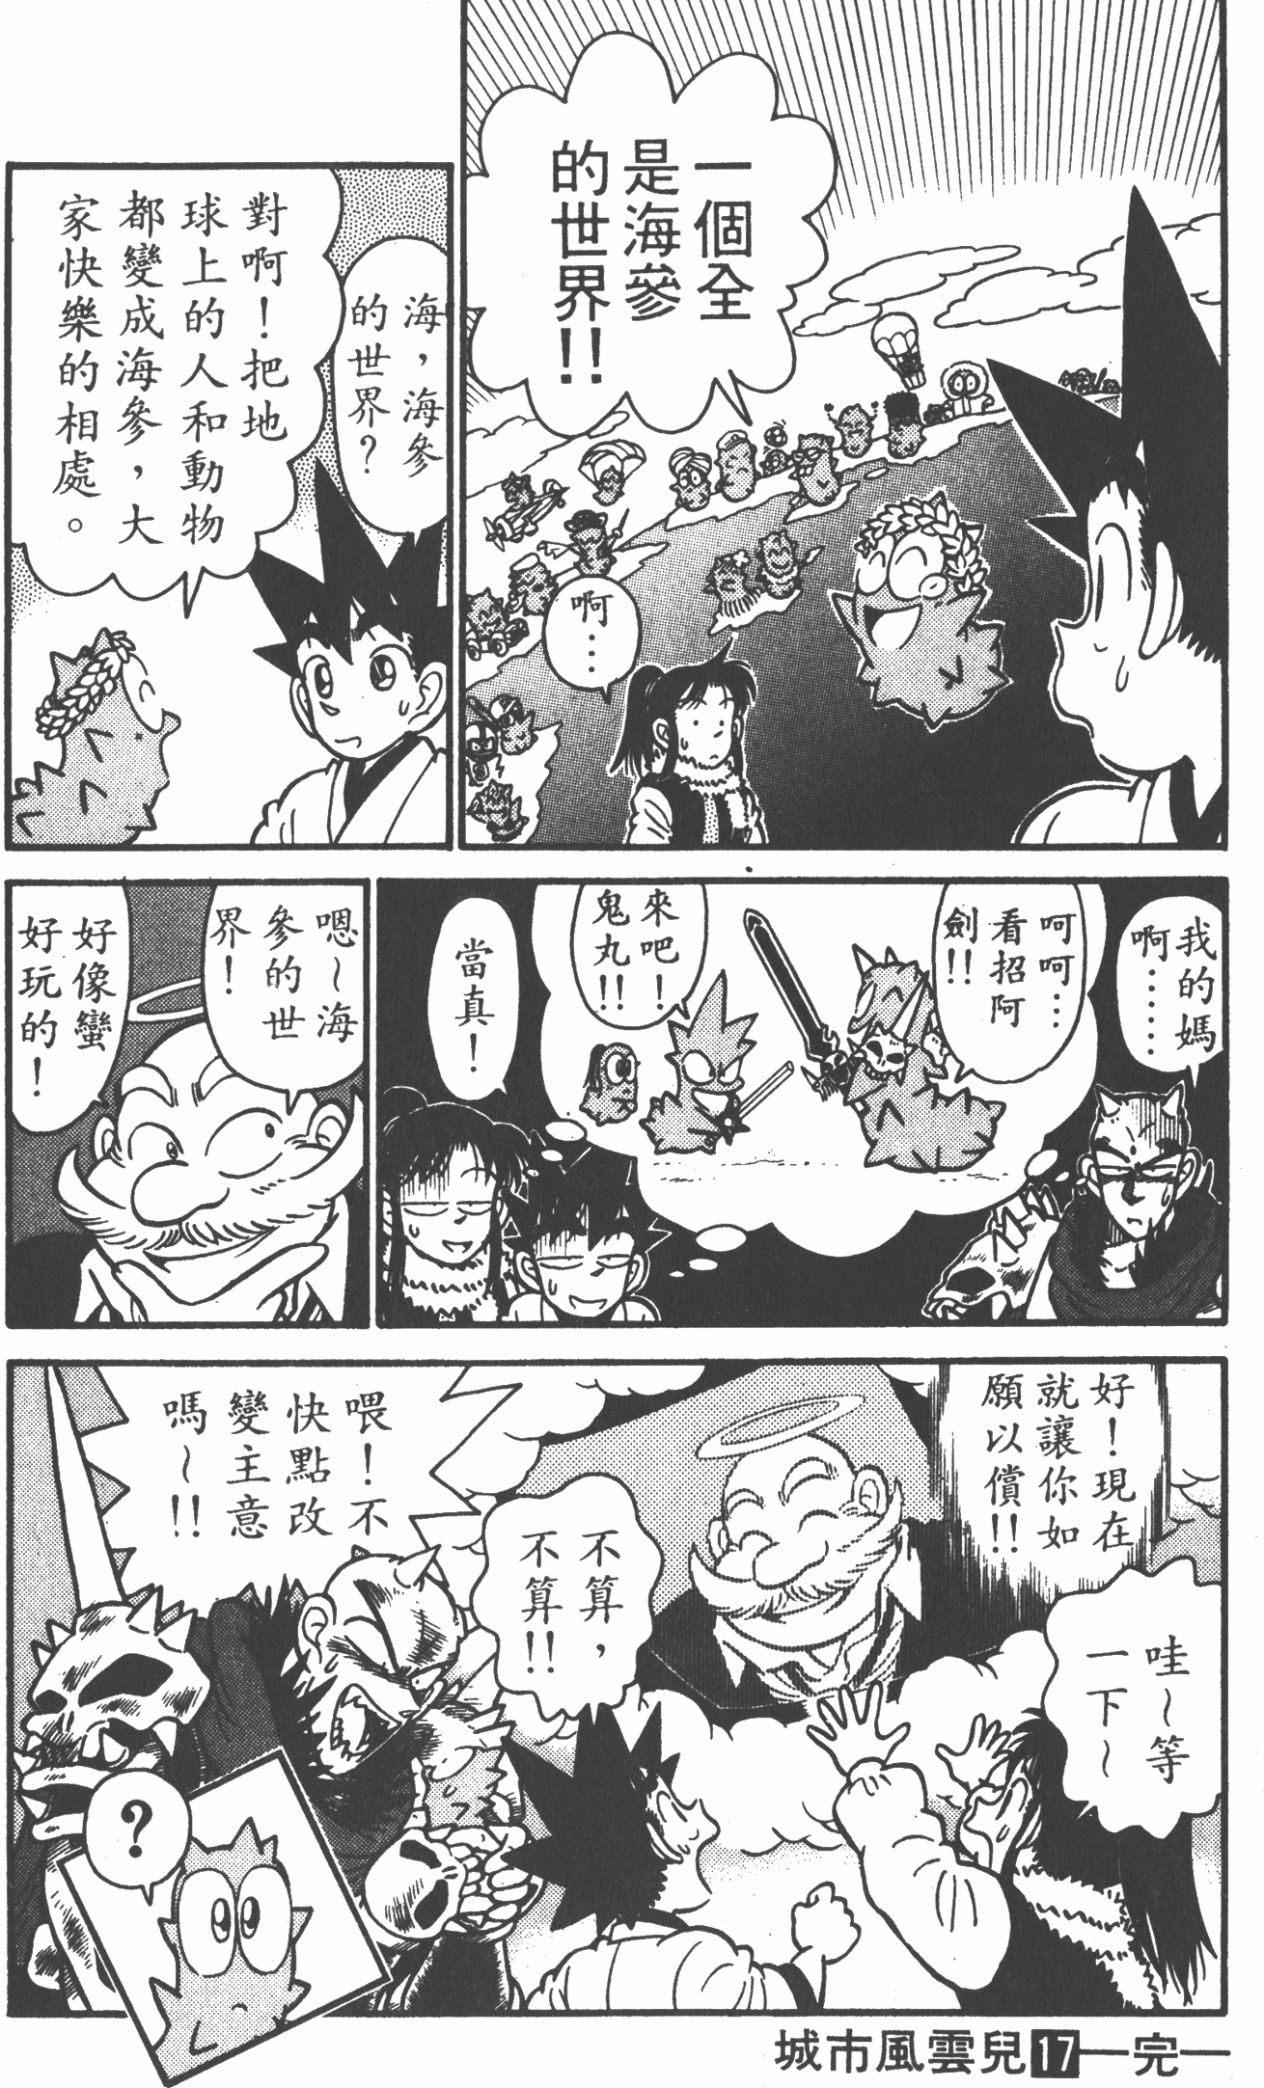 一個全
是海參
的世界!!
啊…
海，海參
的世界？
對啊！把地
球上的人和動物
都變成海參，大
家快樂的相處。
我的媽
啊……
呵呵…
看招阿
劍!!
來吧！
鬼丸!!
當真！
嗯～海
參的世
界！
好像蠻
好玩的！
好！現在
就讓你如
願以償!!
哇～等
一下～
不算，
不算!!
喂！不
快點改
變主意
嗎～!!
?
城市風雲兒17—完—